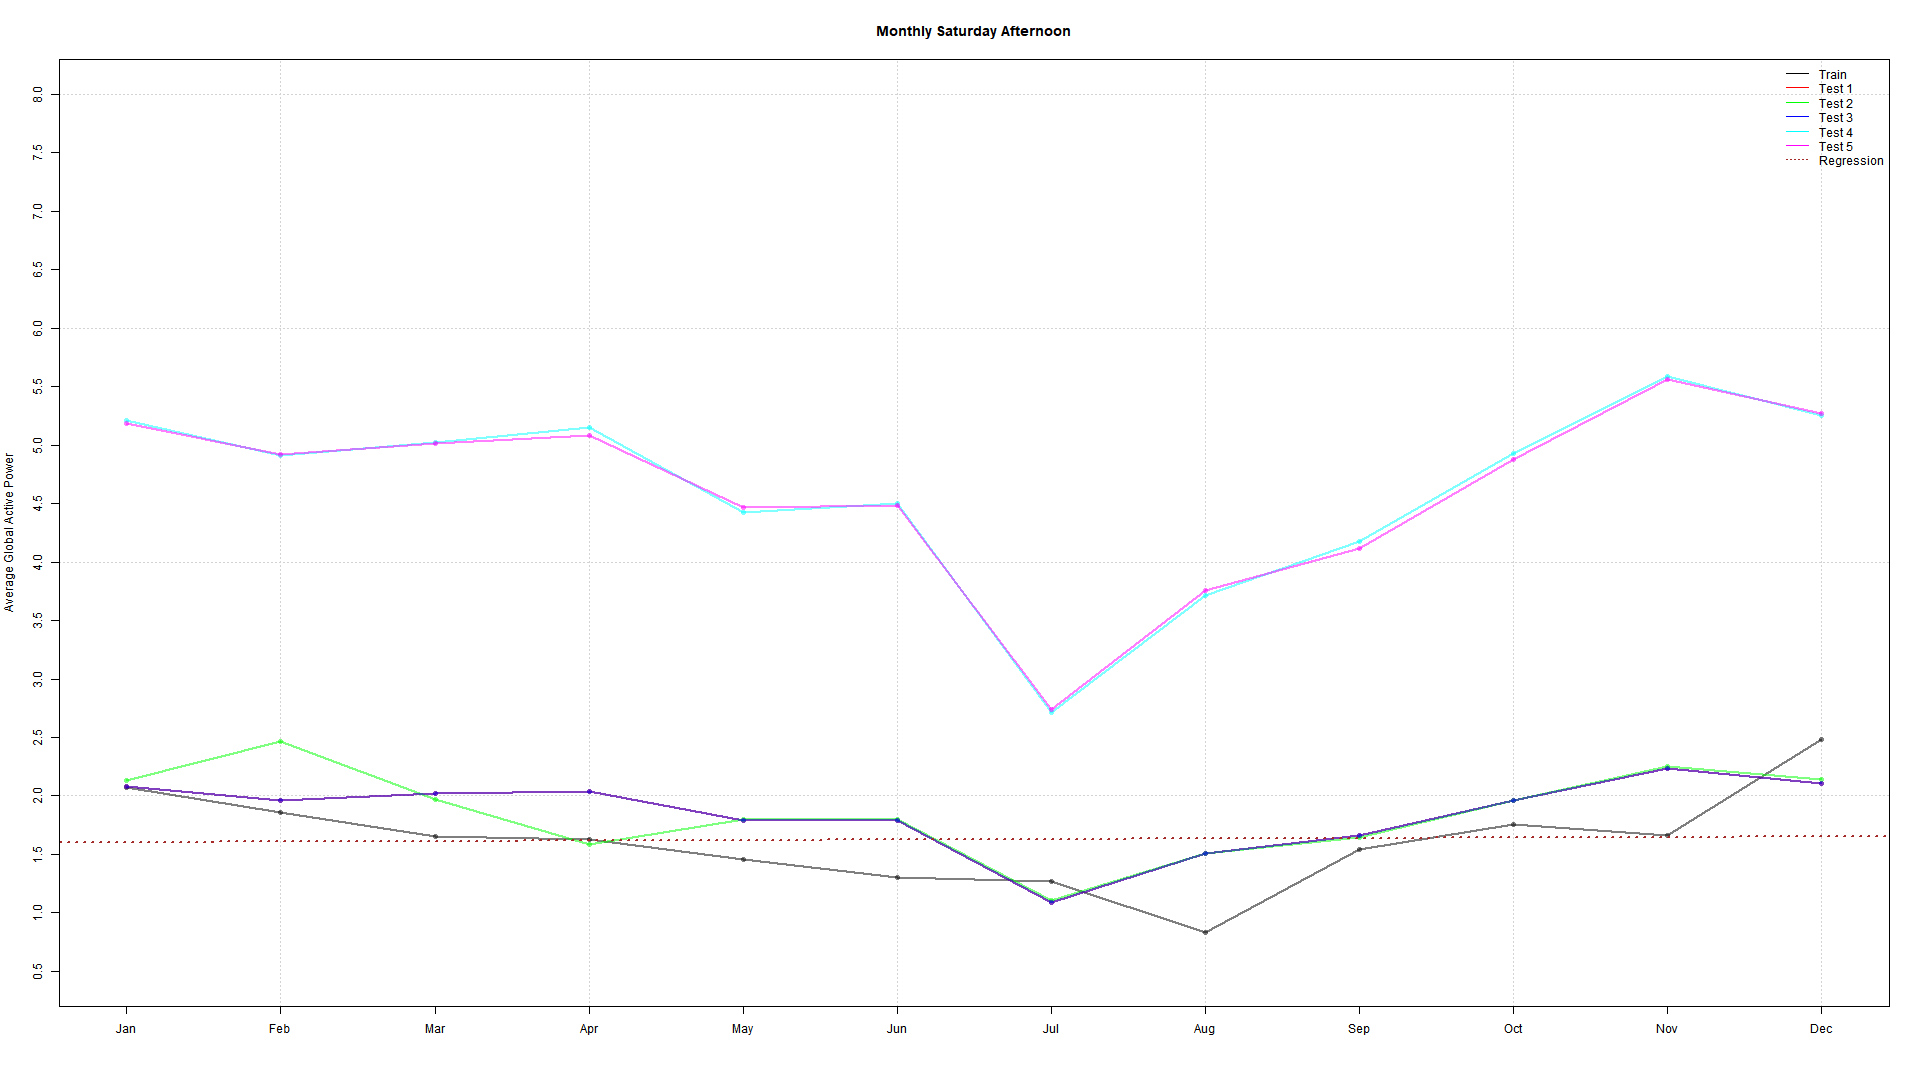 Monthly Saturday Afternoon
Train
Test 1
Test 2
Test 3
Test 4
Test 5
Regression
Average Global Active Power
8.0
7.5
7.0
6.5
6.0
5.5
5.0
4.5
4.0
3.5
3.0
2.5
2.0
1.5
1.0
0.5
Jan Feb Mar Apr May Jun Jul Aug Sep Oct Nov Dec